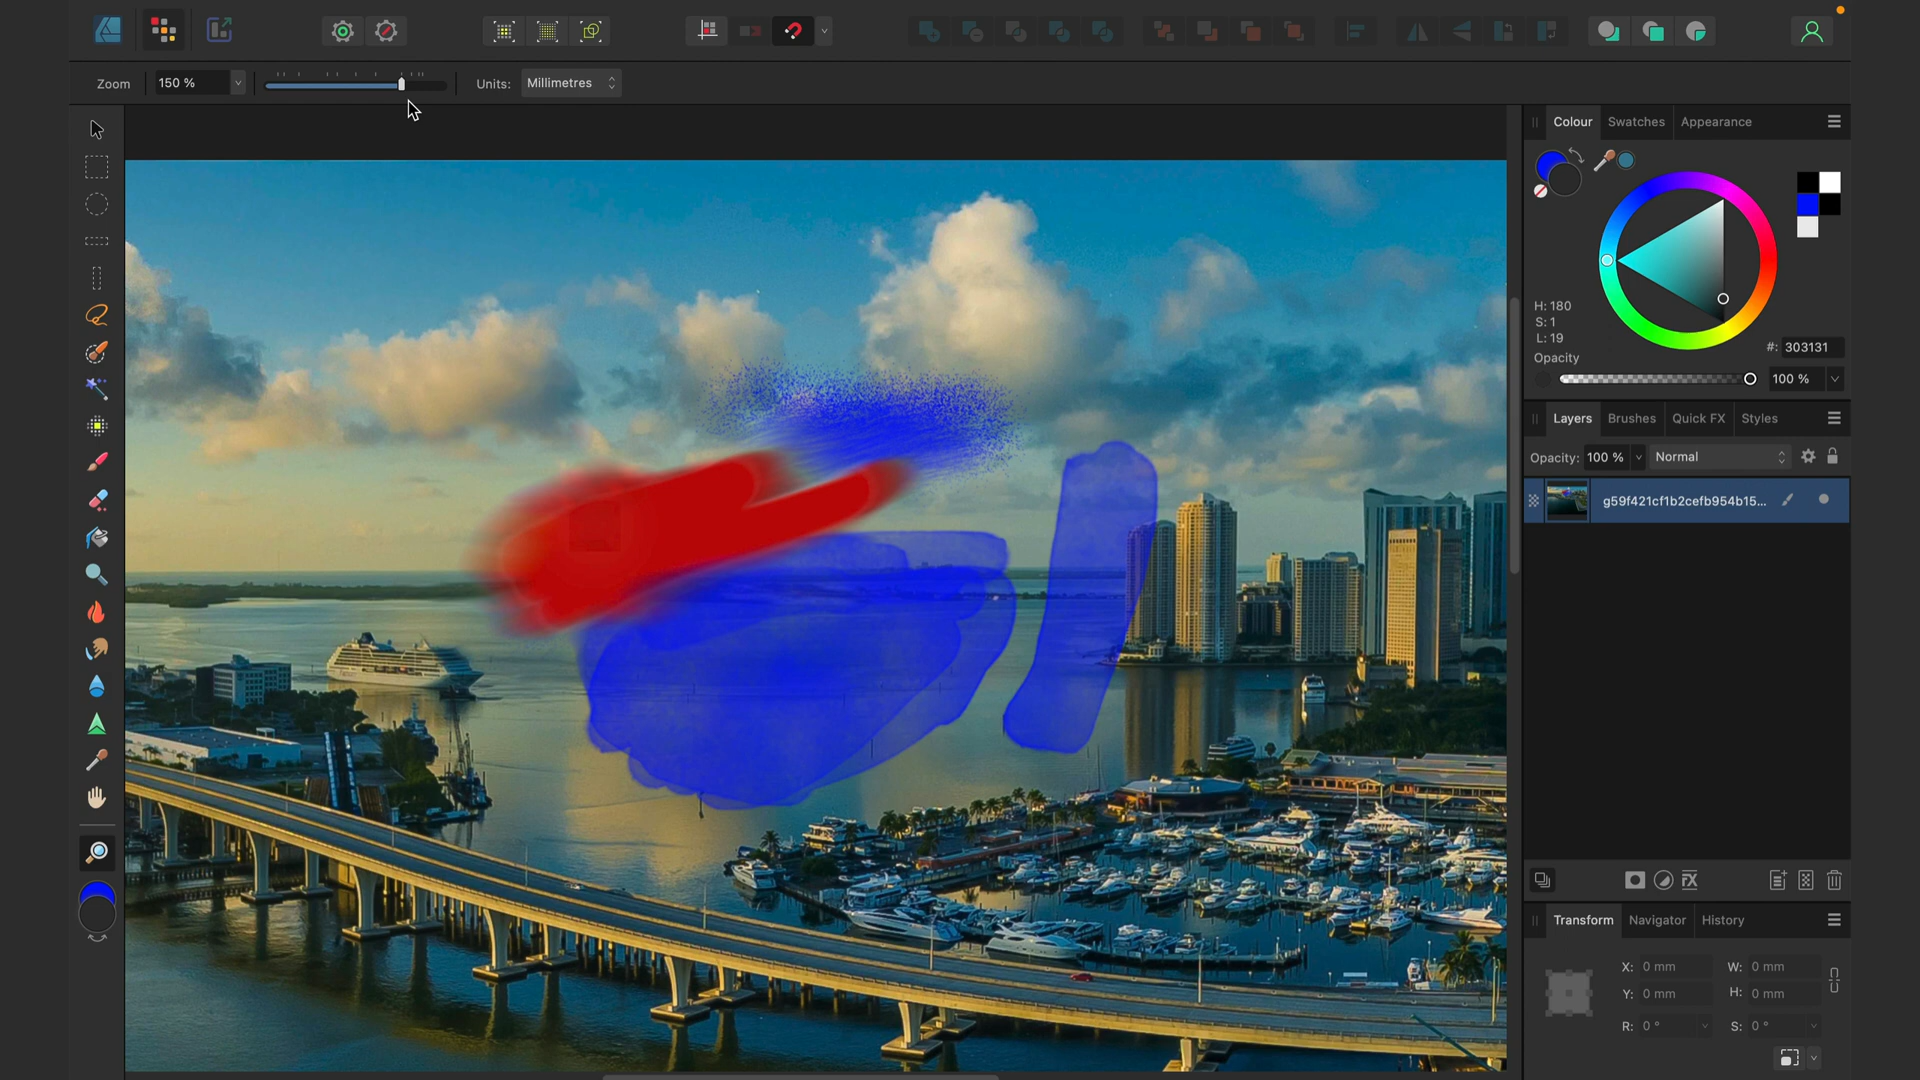 Zoom
150 %
Units:
Millimetres
Colour
Swatches
Appearance
H: 180
S: 1
L: 19
#: 303131
Opacity
100 %
Layers
Brushes
Quick FX
Styles
Opacity: 100 %
Normal
g59f421cf1b2cefb954b15...
FX
Transform
Navigator
History
X: 0 mm
W: 0 mm
Y: 0 mm
H: 0 mm
R: 0 °
S: 0 °